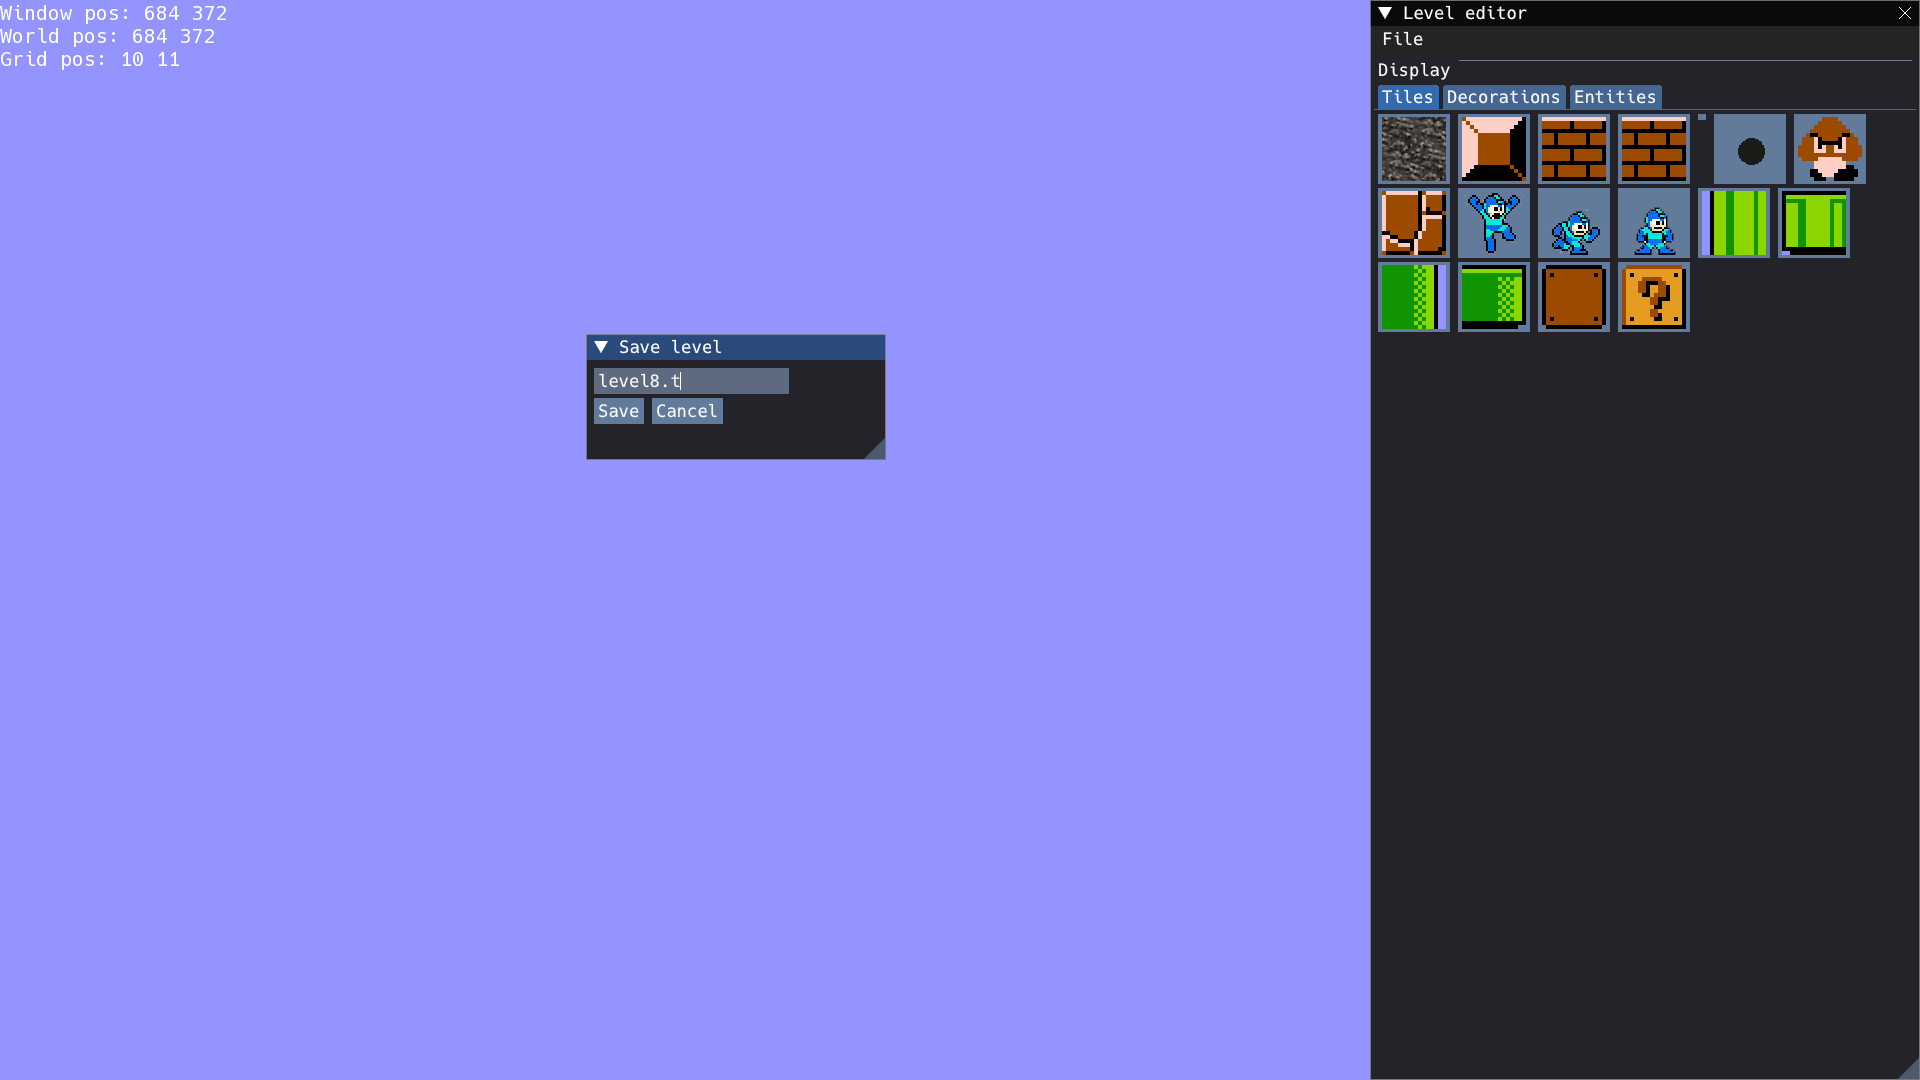 Window pos: 684 372
World pos: 684 372
Grid pos: 10 11
Level editor
File
Display
Tiles Decorations Entities
?
Save level
level8.t
Save Cancel